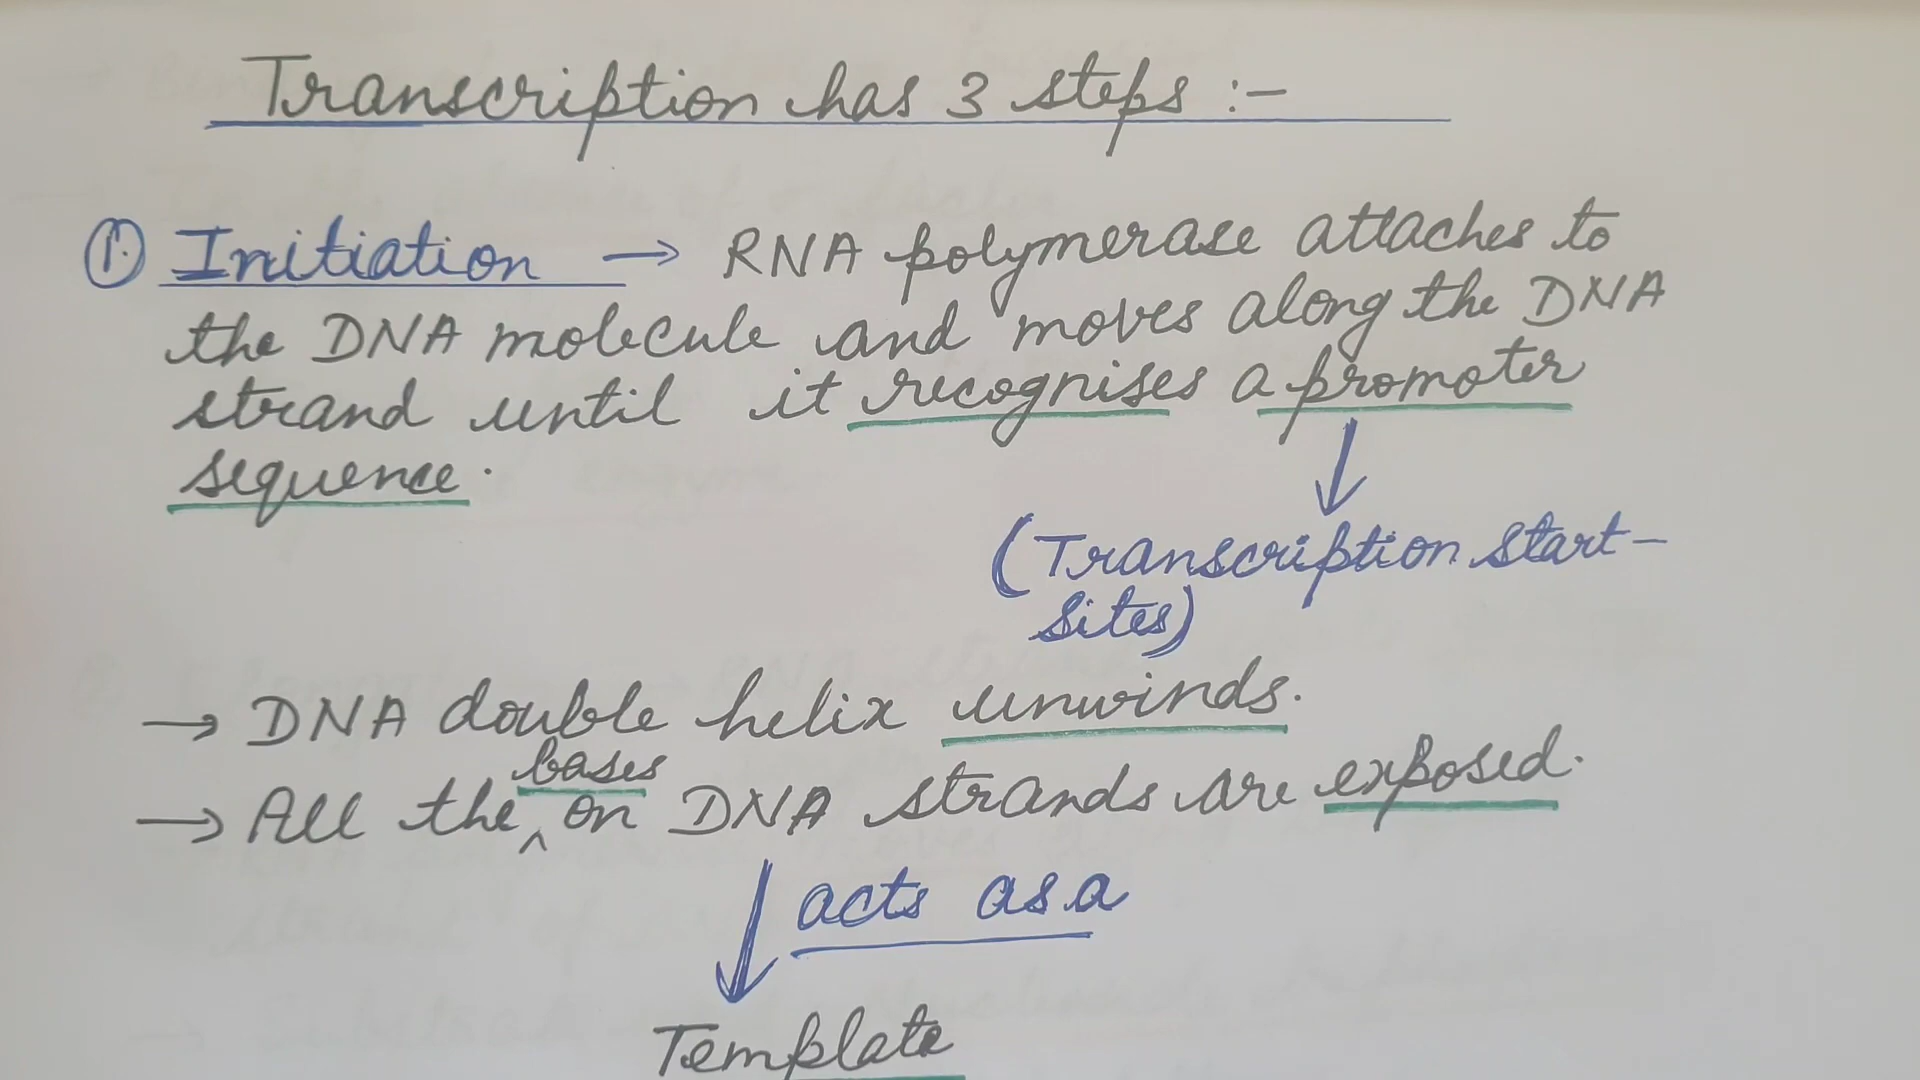 Transcription has 3 steps :-
① Initiation → RNA polymerase attaches to
the DNA molecule and moves along the DNA
strand until it recognises a promoter
sequence.
(Transcription start-
sites)
→ DNA double helix unwinds.
bases
→ All the ^ on DNA strands are exposed.
acts as a
Template